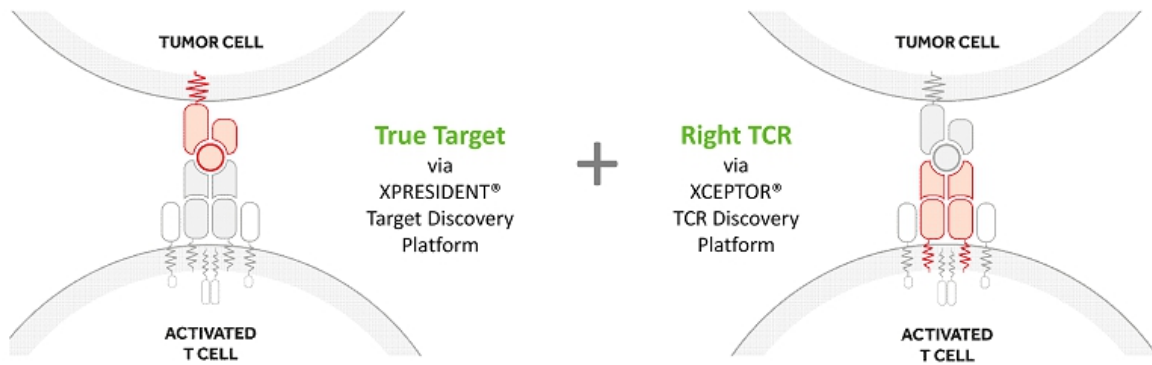 TUMOR CELL
True Target
via
XPRESIDENT®
Target Discovery
Platform
ACTIVATED
T CELL
+
TUMOR CELL
Right TCR
via
XCEPTOR®
TCR Discovery
Platform
ACTIVATED
T CELL